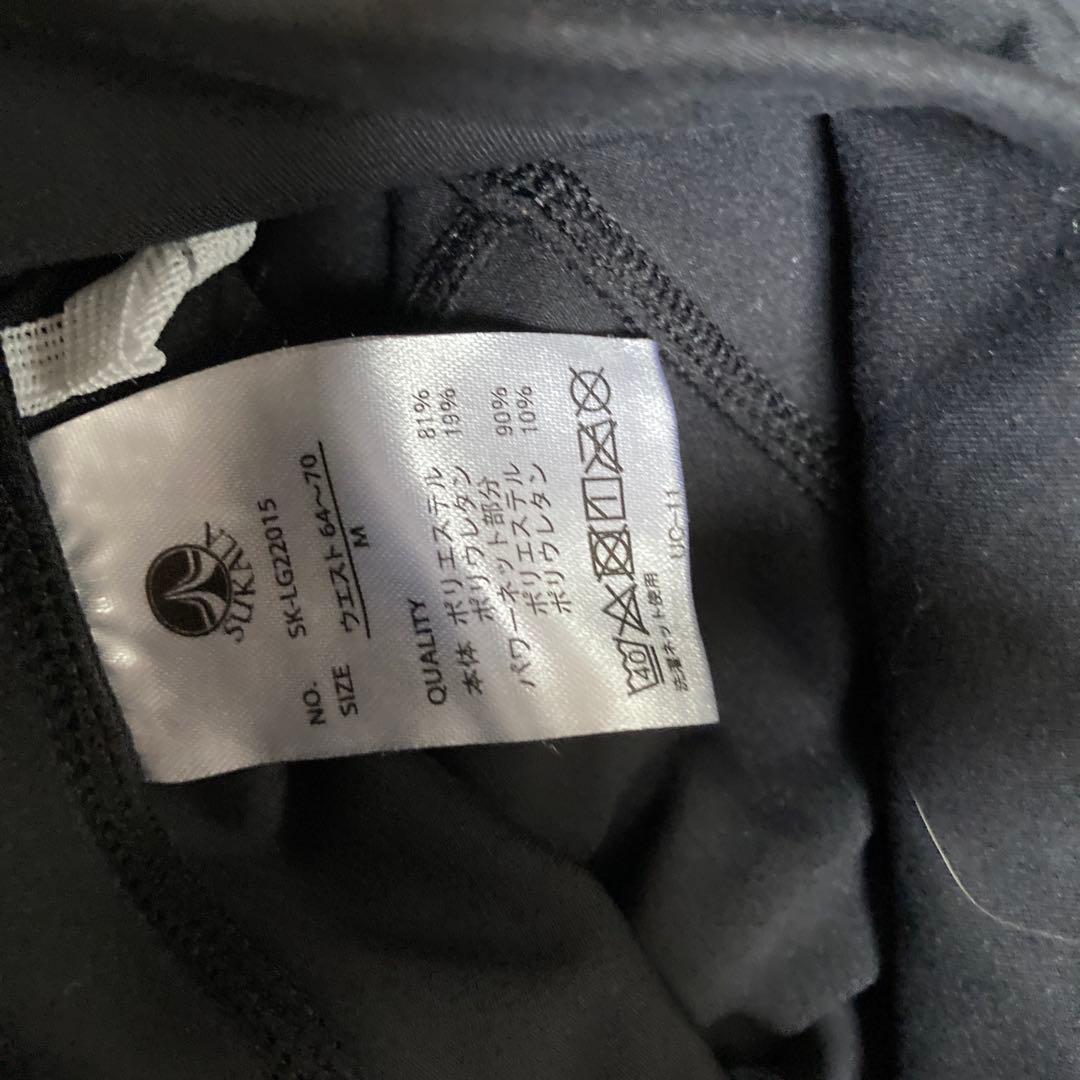 SUKALU
NO. SK-LG22015
SIZE ウエスト64～70
M
QUALITY
本体 ポリエステル 81%
ポリウレタン 19%
パワーネット部分
ポリエステル 90%
ポリウレタン 10%
40
洗濯ネット使用
UC-11